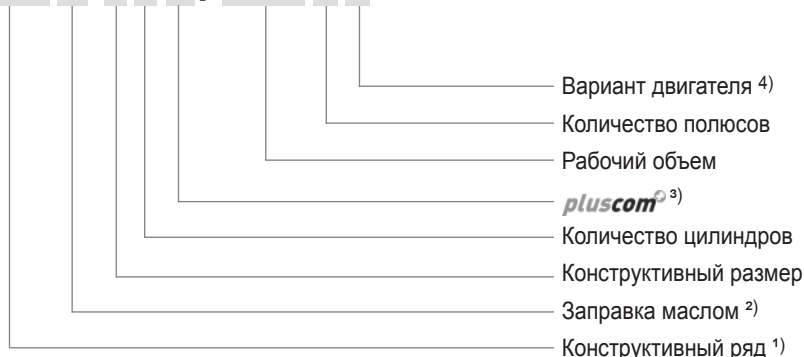 Вариант двигателя 4)
Количество полюсов
Рабочий объем
pluscom ³)
Количество цилиндров
Конструктивный размер
Заправка маслом ²)
Конструктивный ряд ¹)